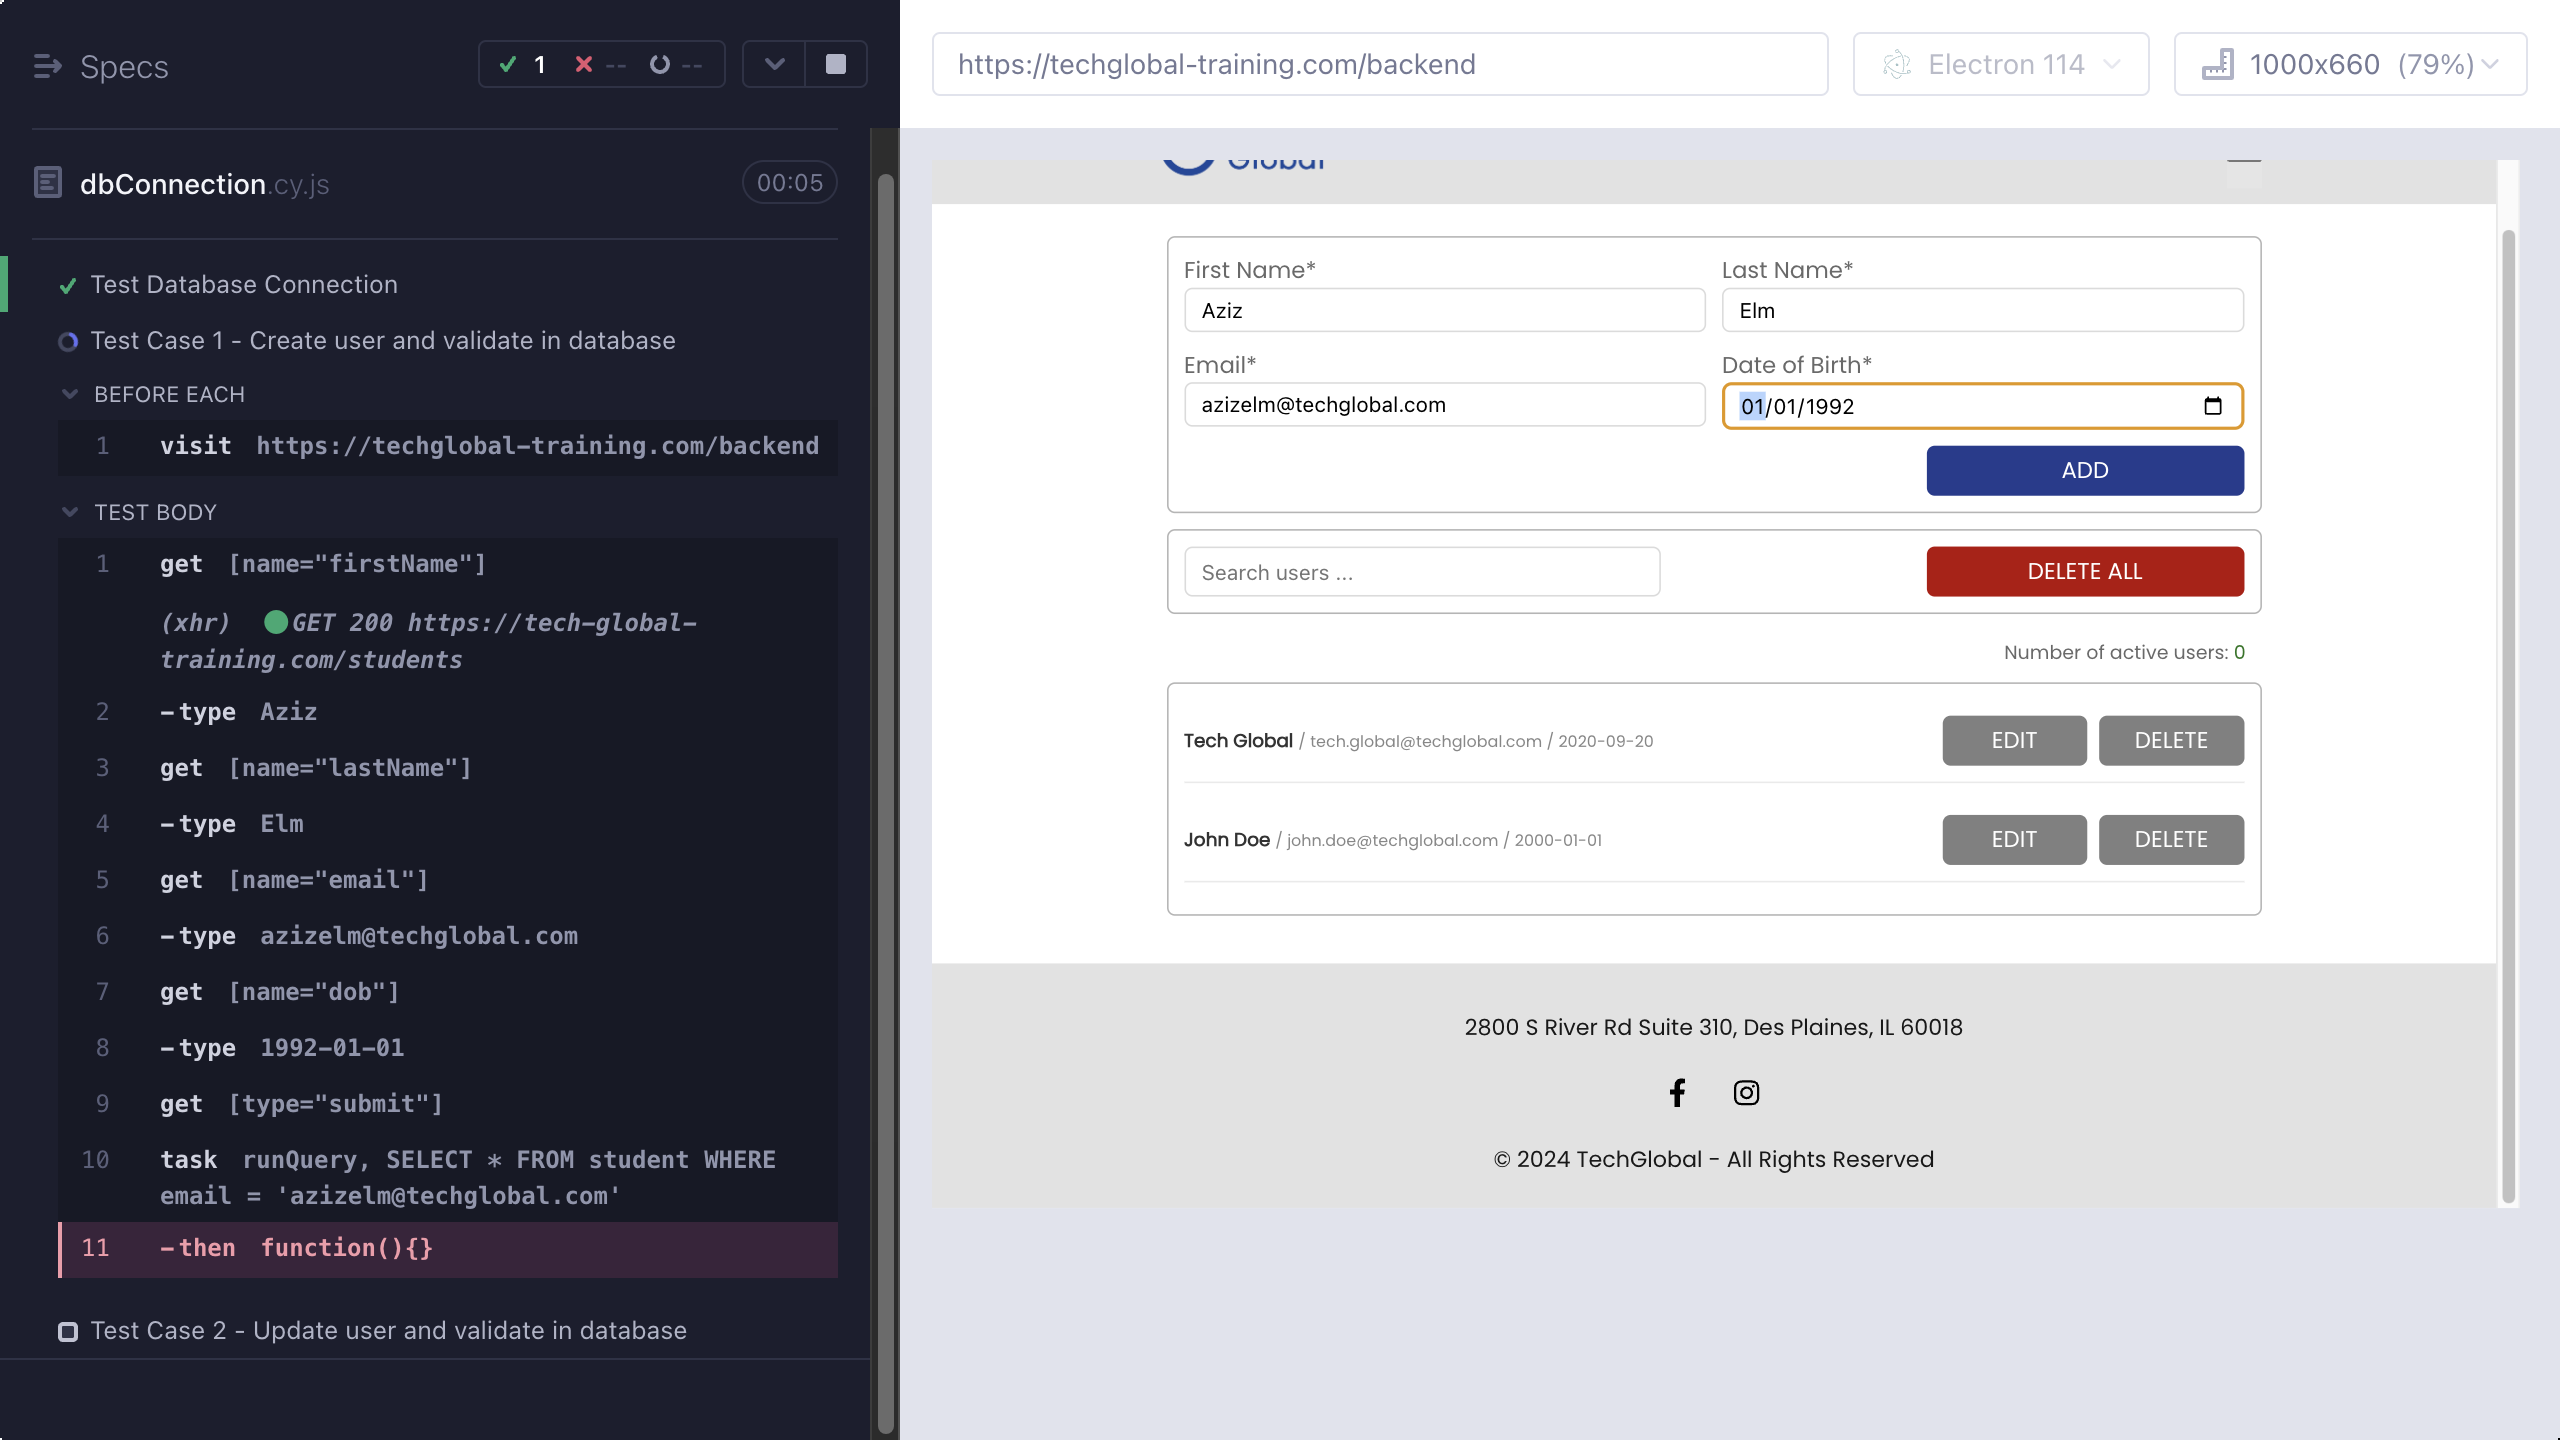 Specs
1 -- --
dbConnection.cy.js 00:05
Test Database Connection
Test Case 1 - Create user and validate in database
BEFORE EACH
1 visit https://techglobal-training.com/backend
TEST BODY
1 get [name="firstName"]
(xhr) GET 200 https://tech-global-
training.com/students
2 -type Aziz
3 get [name="lastName"]
4 -type Elm
5 get [name="email"]
6 -type azizelm@techglobal.com
7 get [name="dob"]
8 -type 1992-01-01
9 get [type="submit"]
10 task runQuery, SELECT * FROM student WHERE
email = 'azizelm@techglobal.com'
11 -then function(){}
Test Case 2 - Update user and validate in database
https://techglobal-training.com/backend
Electron 114
1000x660 (79%)
Global
First Name* Last Name*
Aziz Elm
Email* Date of Birth*
azizelm@techglobal.com 01/01/1992
ADD
Search users ... DELETE ALL
Number of active users: 0
Tech Global / tech.global@techglobal.com / 2020-09-20 EDIT DELETE
John Doe / john.doe@techglobal.com / 2000-01-01 EDIT DELETE
2800 S River Rd Suite 310, Des Plaines, IL 60018
© 2024 TechGlobal - All Rights Reserved